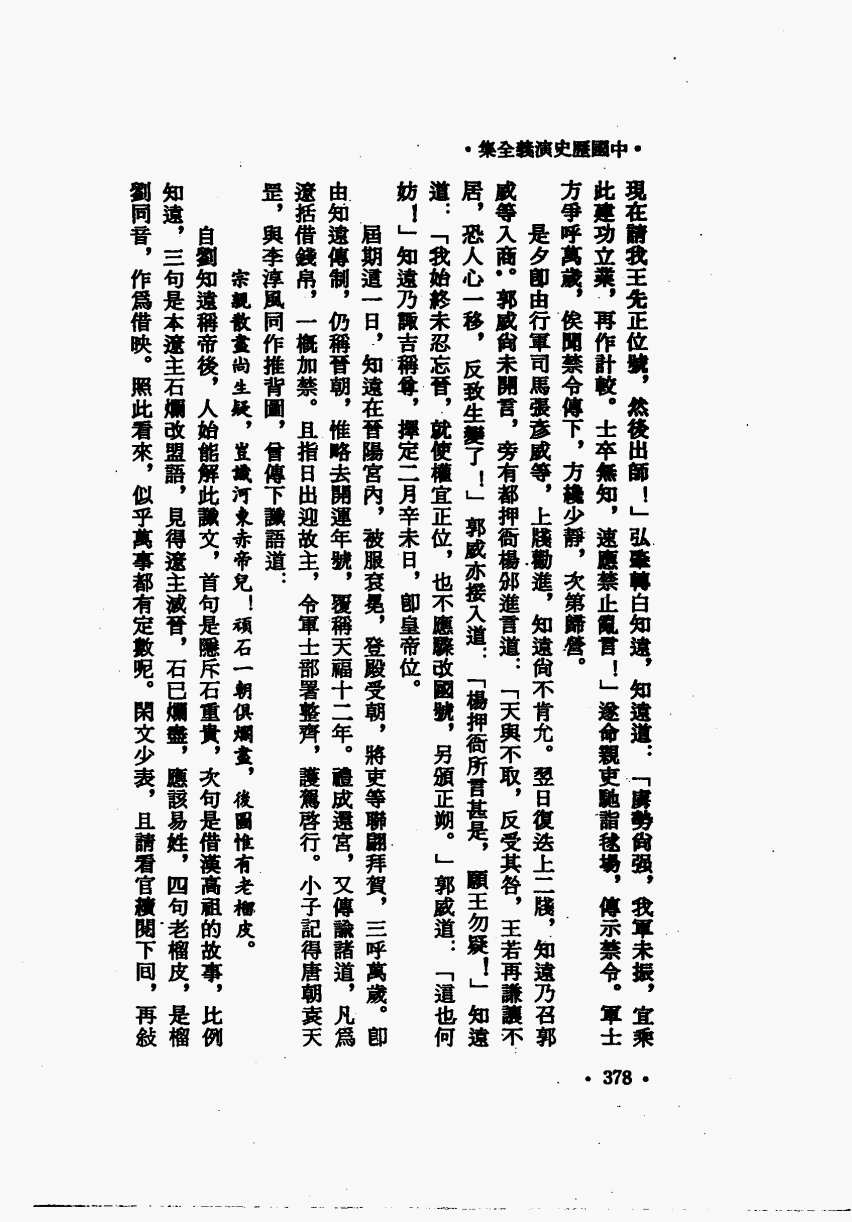 ·中國歷史演義全集·
現在請我王先正位號，然後出師！」弘肇轉白知遠，知遠道：「虜勢尙强，我軍未振，宜乘
此建功立業，再作計較。士卒無知，速應禁止亂言！」遂命親吏馳詣毬場，傳示禁令。軍士
方爭呼萬歲，俟聞禁令傳下，方纔少靜，次第歸營。
是夕卽由行軍司馬張彥威等，上牋勸進，知遠尙不肯允。翌日復迭上二牋，知遠乃召郭
威等入商。郭威尙未開言，旁有都押衙楊邠進言道：「天與不取，反受其咎，王若再謙讓不
居，恐人心一移，反致生變了！」郭威亦接入道：「楊押衙所言甚是，願王勿疑！」知遠
道：「我始終未忍忘晉，就使權宜正位，也不應驟改國號，另頒正朔。」郭威道：「這也何
妨！」知遠乃諏吉稱尊，擇定二月辛未日，卽皇帝位。
屆期這一日，知遠在晉陽宮內，被服袞冕，登殿受朝，將吏等聯翩拜賀，三呼萬歲。卽
由知遠傳制，仍稱晉朝，惟略去開運年號，覆稱天福十二年。禮成還宮，又傳諭諸道，凡爲
遼括借錢帛，一概加禁。且指日出迎故主，令軍士部署整齊，護駕啓行。小子記得唐朝袁天
罡，與李淳風同作推背圖，曾傳下讖語道：
宗親散盡尙生疑，豈識河東赤帝兒！頑石一朝俱爛盡，後圖惟有老榴皮。
自劉知遠稱帝後，人始能解此讖文，首句是隱斥石重貴，次句是借漢高祖的故事，比例
知遠，三句是本遼主石爛改盟語，見得遼主滅晉，石已爛盡，應該易姓，四句老榴皮，是榴
劉同音，作爲借映。照此看來，似乎萬事都有定數呢。閑文少表，且請看官續閱下回，再敍
·378·